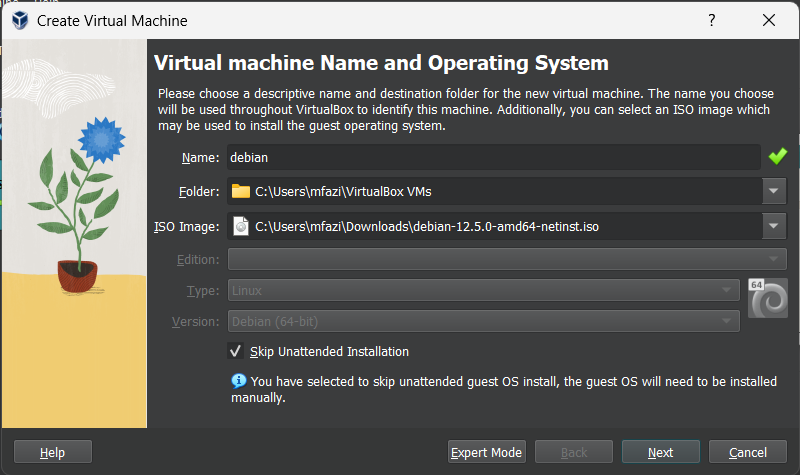 Create Virtual Machine
?
Virtual machine Name and Operating System
Please choose a descriptive name and destination folder for the new virtual machine. The name you choose
will be used throughout VirtualBox to identify this machine. Additionally, you can select an ISO image which
may be used to install the guest operating system.
Name: debian
Folder: C:\Users\mfazi\VirtualBox VMs
ISO Image: C:\Users\mfazi\Downloads\debian-12.5.0-amd64-netinst.iso
Edition:
Type: Linux
64
Version: Debian (64-bit)
Skip Unattended Installation
You have selected to skip unattended guest OS install, the guest OS will need to be installed
manually.
Help Expert Mode Back Next Cancel